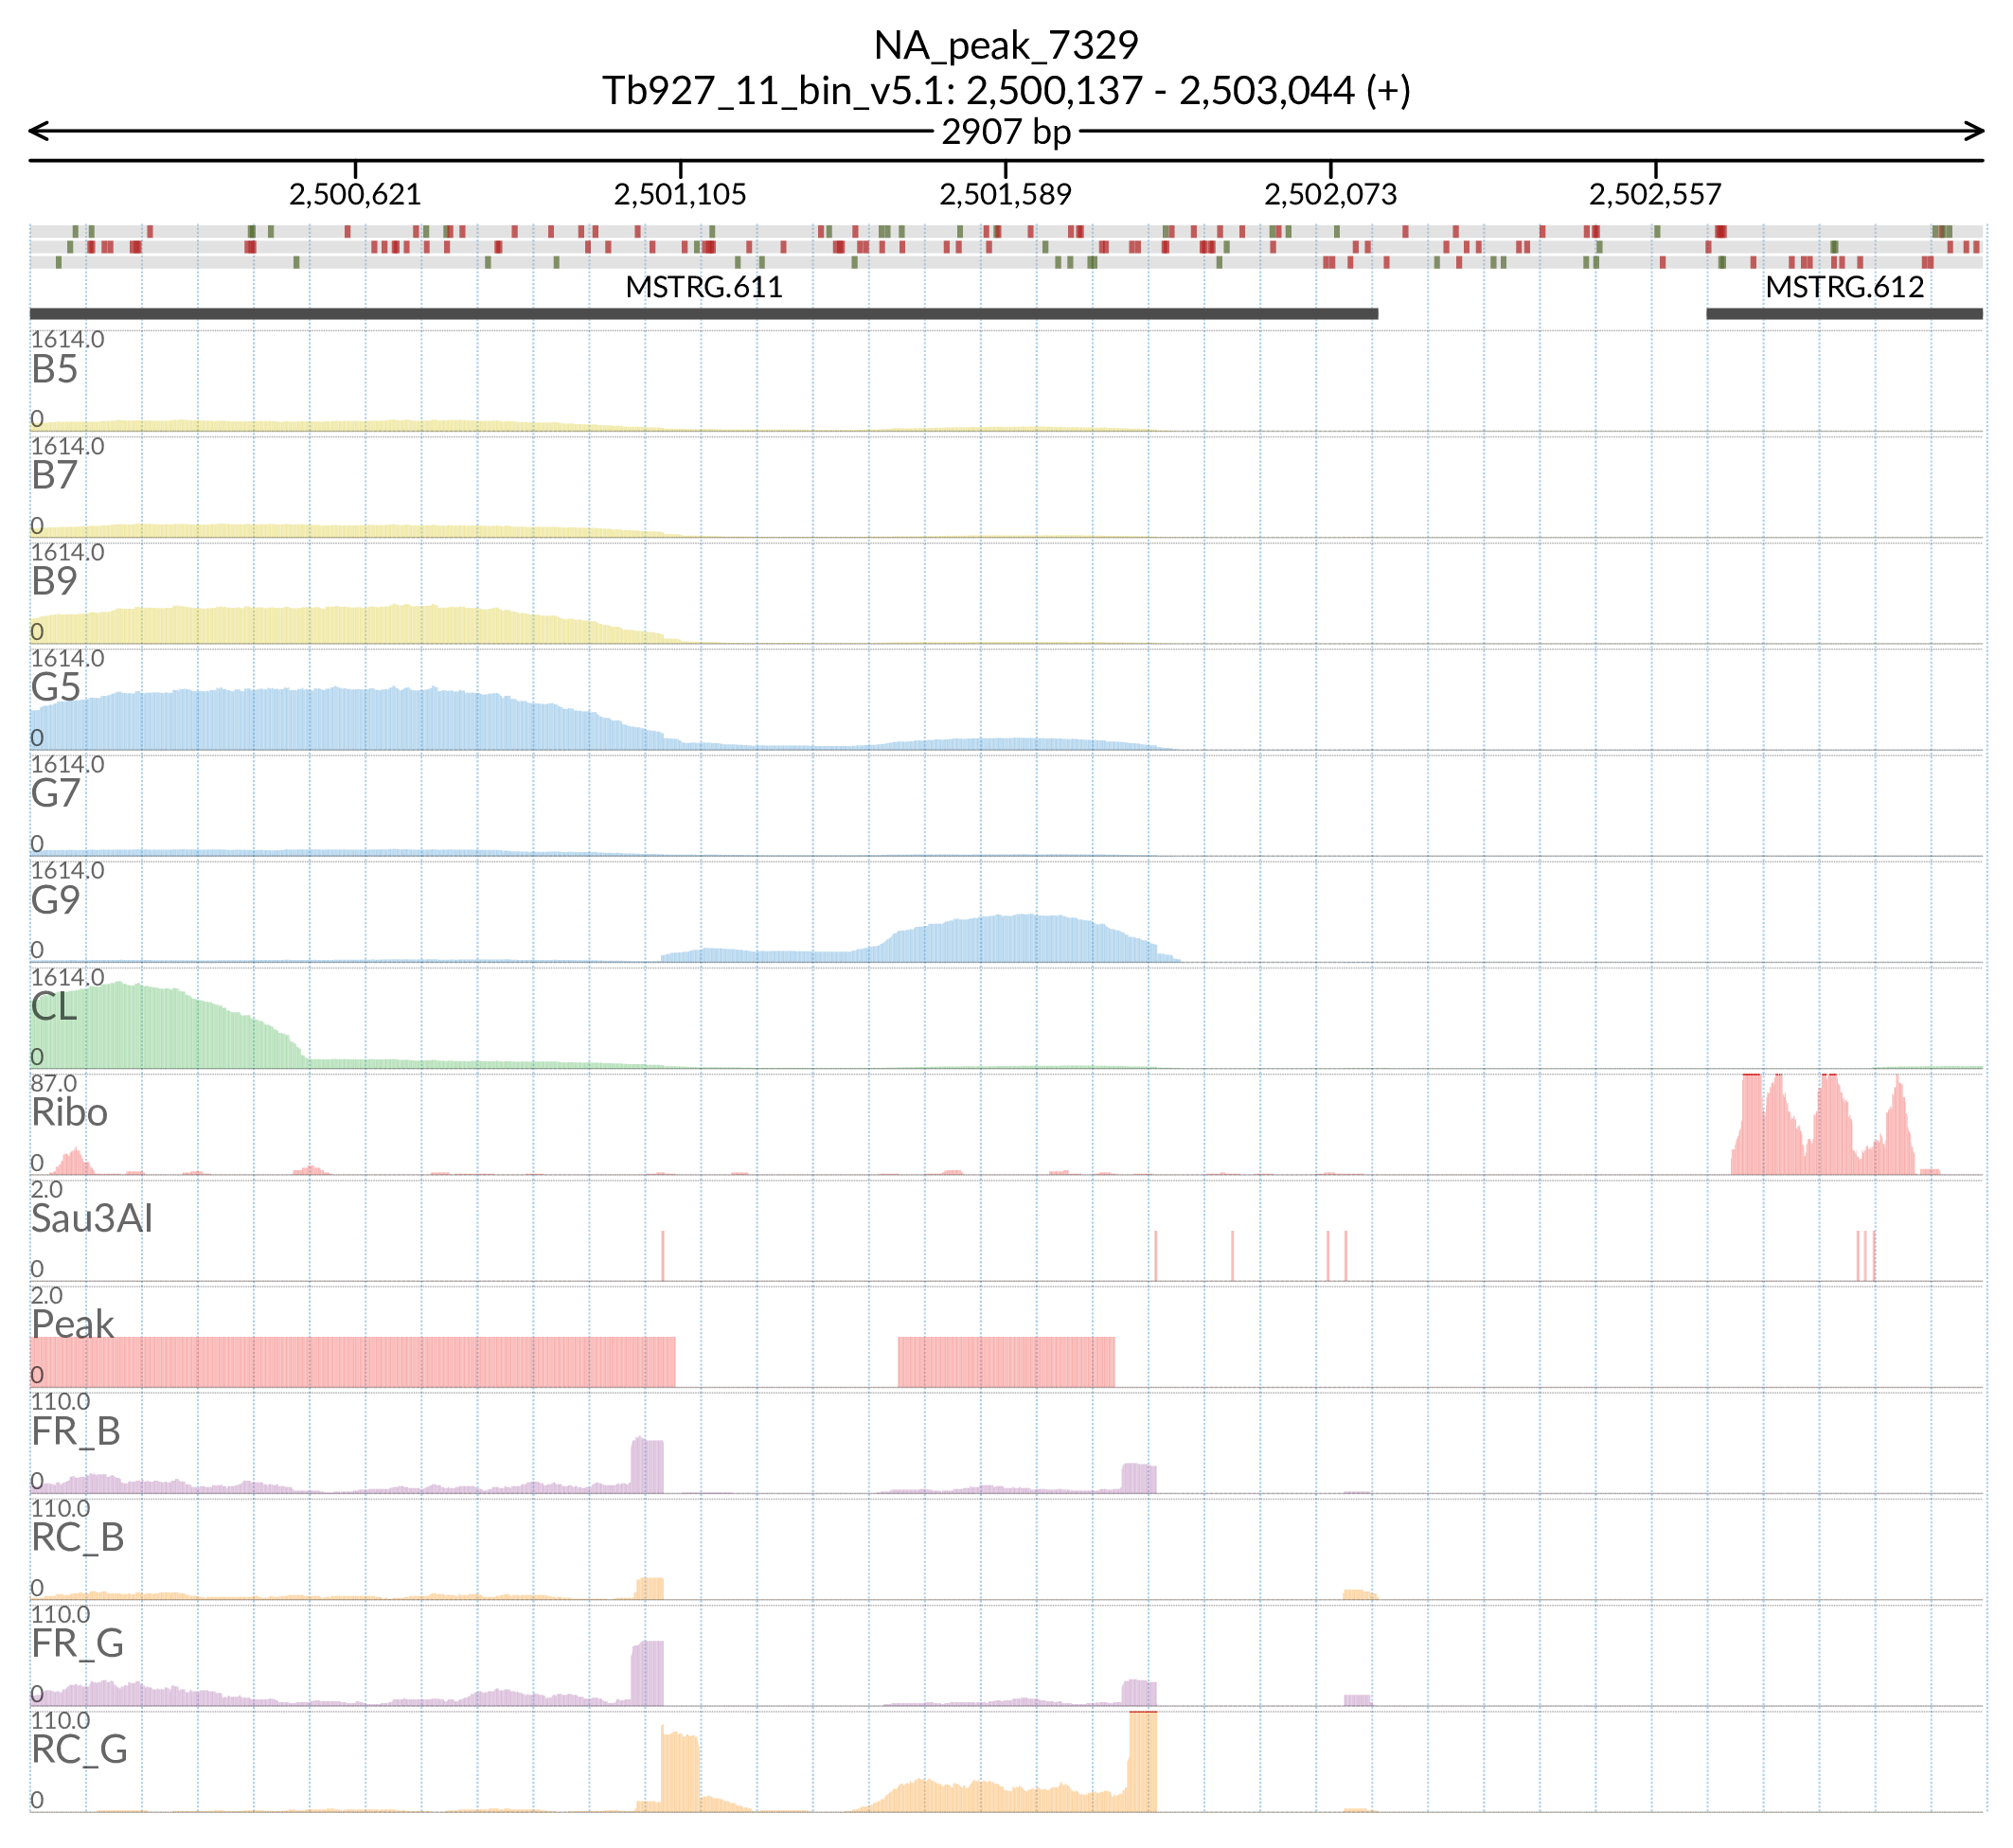 NA_peak_7329
Tb927_11_bin_v5.1: 2,500,137 - 2,503,044 (+)
2907 bp
2,500,621 2,501,105 2,501,589 2,502,073 2,502,557
MSTRG.611 MSTRG.612
1614.0
B5
0
1614.0
B7
0
1614.0
B9
0
1614.0
G5
0
1614.0
G7
0
1614.0
G9
0
1614.0
CL
0
87.0
Ribo
0
2.0
Sau3AI
0
2.0
Peak
0
110.0
FR_B
0
110.0
RC_B
0
110.0
FR_G
0
110.0
RC_G
0